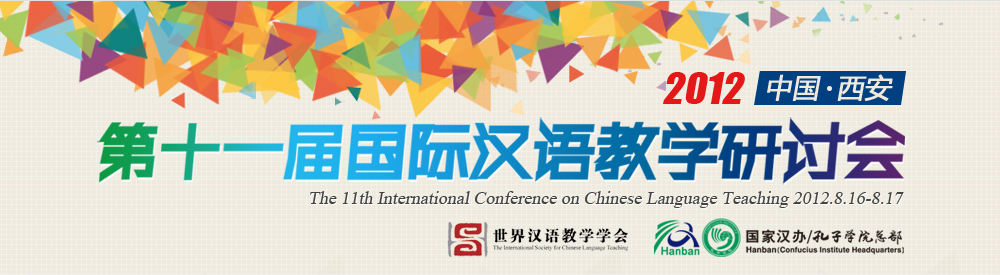 2012 中国·西安
第十一届国际汉语教学研讨会
The 11th International Conference on Chinese Language Teaching 2012.8.16-8.17
世界汉语教学学会
The International Society for Chinese Language Teaching
Hanban
国家汉办/孔子学院总部
Hanban(Confucius Institute Headquarters)